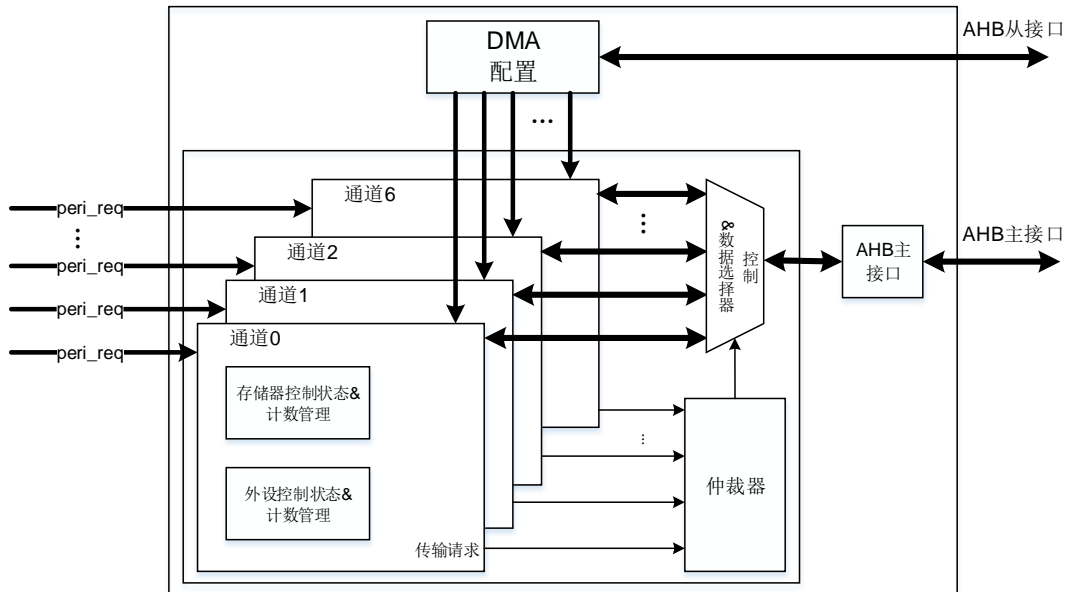 AHB从接口
DMA
配置
...
通道6
peri_req
...
...
通道2
peri_req
通道1
peri_req
通道0
peri_req
控制
&数据选择器
AHB主
接口
AHB主接口
存储器控制状态&
计数管理
...
外设控制状态&
计数管理
仲裁器
传输请求